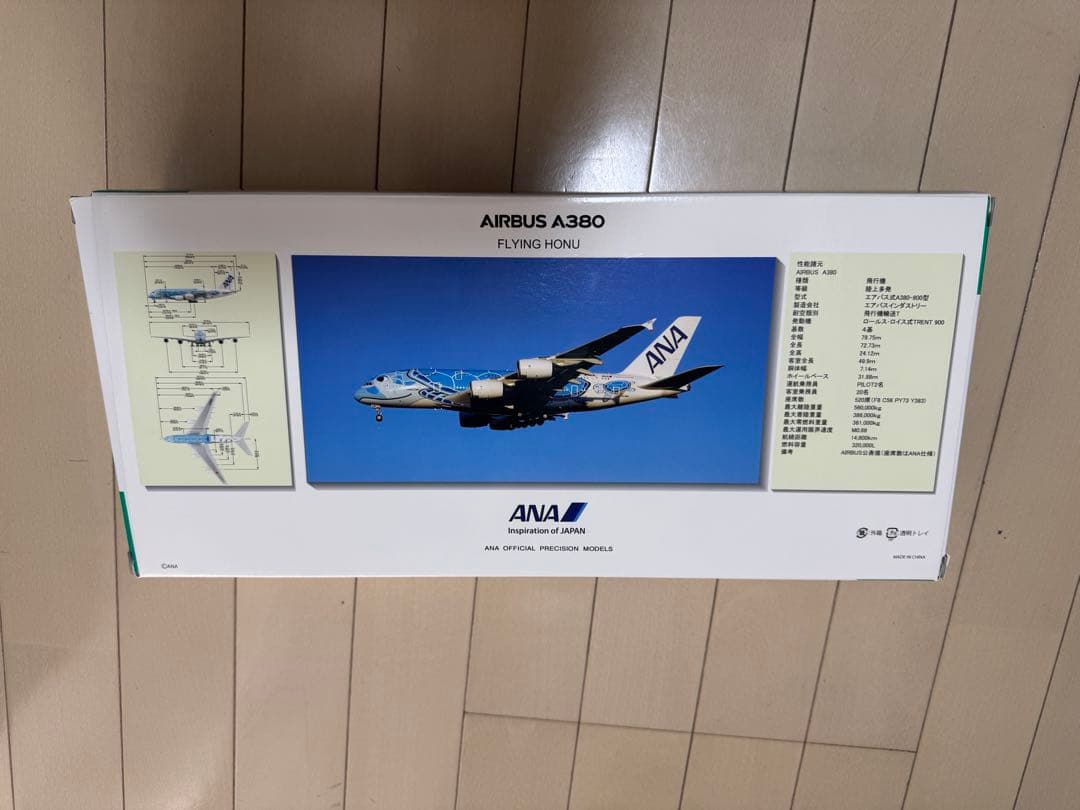 AIRBUS A380
FLYING HONU
性能諸元
AIRBUS A380
種類 飛行機
等級 陸上多発
型式 エアバス式A380-800型
製造会社 エアバスインダストリー
耐空類別 飛行機輸送T
発動機 ロールス・ロイス式TRENT 900
基数 4基
全幅 79.75m
全長 72.73m
全高 24.12m
客室全長 49.9m
胴体幅 7.14m
ホイールベース 31.88m
運航乗務員 PILOT2名
客室乗務員 20名
座席数 520席(F8 C56 PY73 Y383)
最大離陸重量 560,000kg
最大着陸重量
最大零燃料重量 361,000kg
最大運用限界速度 M0.88
航続距離 14,800km
燃料容量 320,000L
備考 AIRBUS公表値(座席数はANA仕様)
ANA
ANA
Inspiration of JAPAN
ANA OFFICIAL PRECISION MODELS
©ANA
:外箱 :透明トレイ
MADE IN CHINA